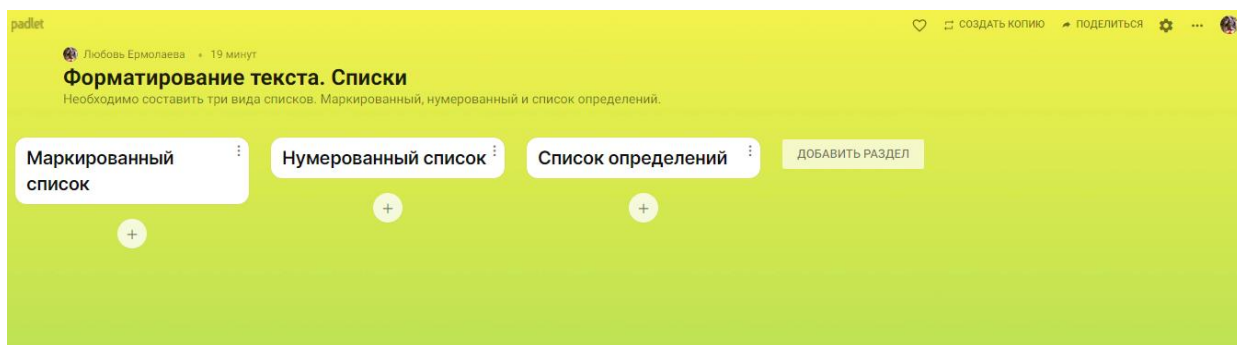 padlet
СОЗДАТЬ КОПИЮ ПОДЕЛИТЬСЯ
Любовь Ермолаева • 19 минут
Форматирование текста. Списки
Необходимо составить три вида списков. Маркированный, нумерованный и список определений.
Маркированный
список
Нумерованный список
Список определений
ДОБАВИТЬ РАЗДЕЛ